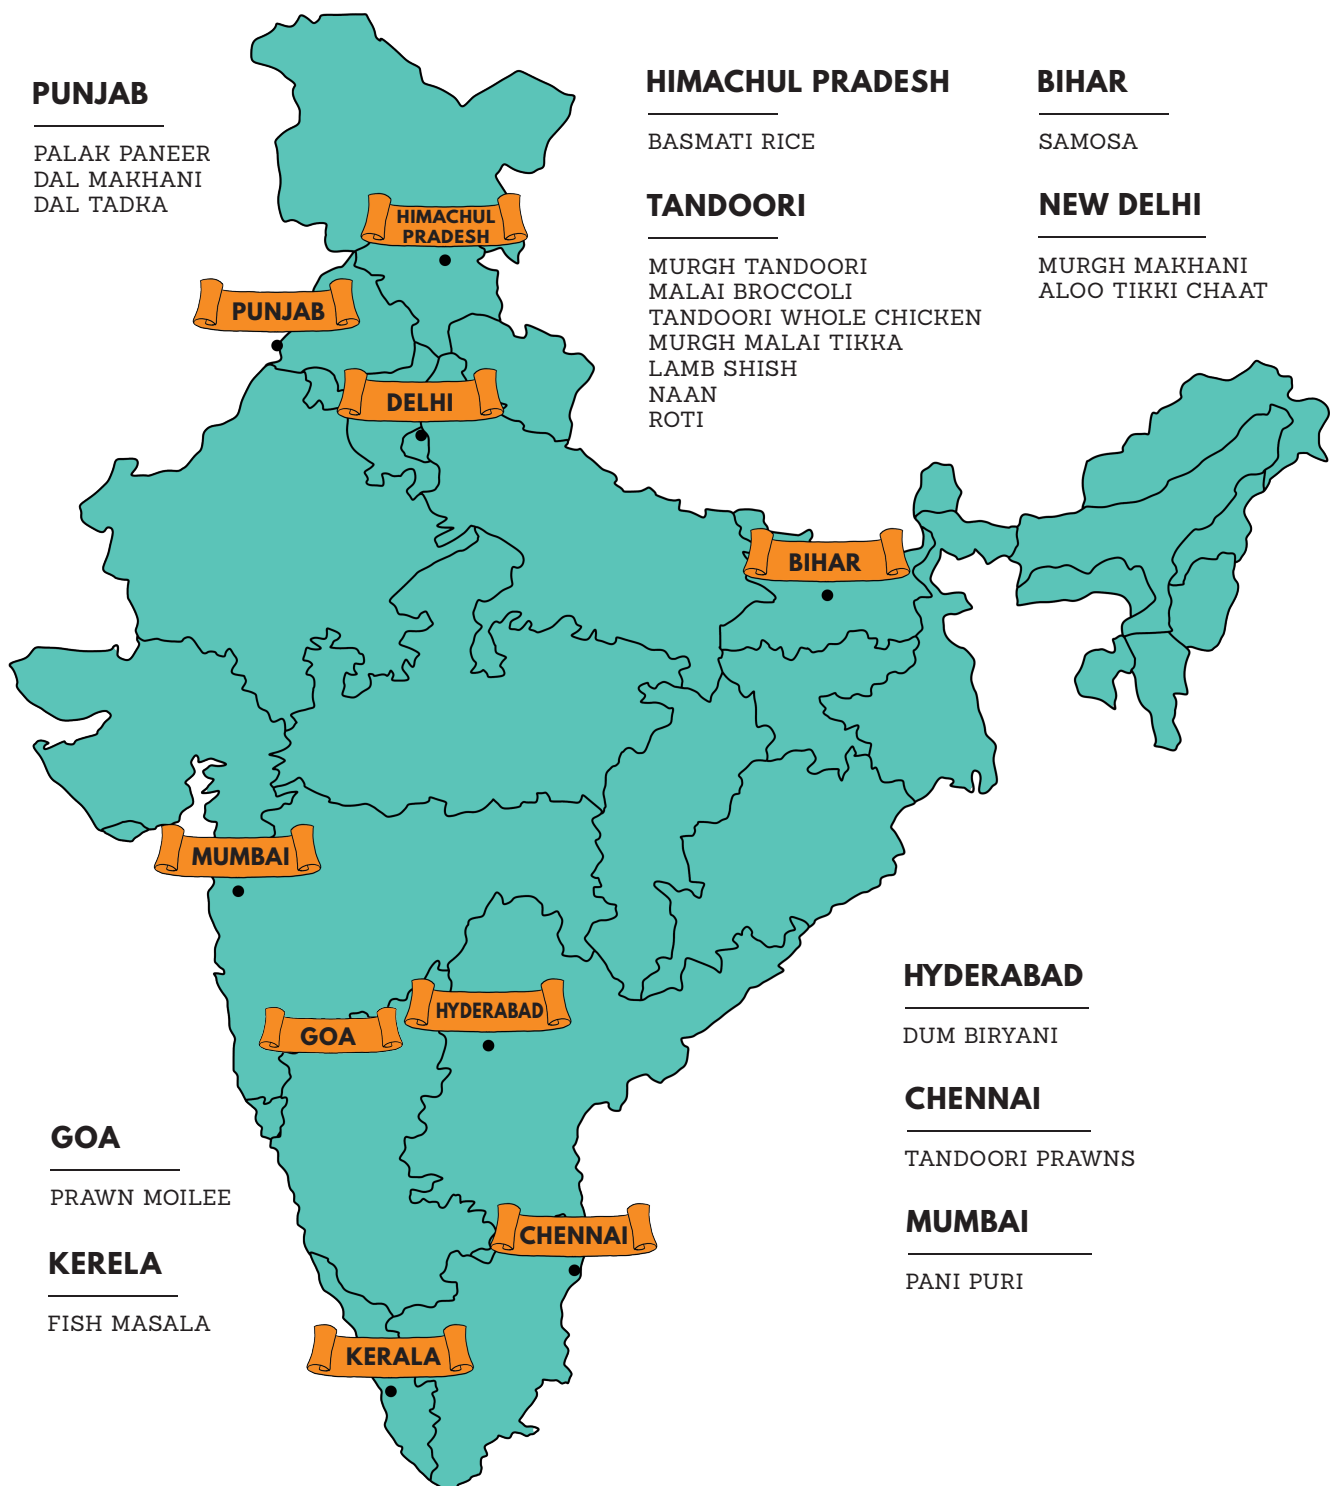 PUNJAB
PALAK PANEER
DAL MAKHANI
DAL TADKA
HIMACHUL PRADESH
BASMATI RICE
BIHAR
SAMOSA
TANDOORI
MURGH TANDOORI
MALAI BROCCOLI
TANDOORI WHOLE CHICKEN
MURGH MALAI TIKKA
LAMB SHISH
NAAN
ROTI
NEW DELHI
MURGH MAKHANI
ALOO TIKKI CHAAT
HIMACHUL
PRADESH
PUNJAB
DELHI
BIHAR
MUMBAI
HYDERABAD
GOA
CHENNAI
KERALA
HYDERABAD
DUM BIRYANI
CHENNAI
TANDOORI PRAWNS
MUMBAI
PANI PURI
GOA
PRAWN MOILEE
KERELA
FISH MASALA